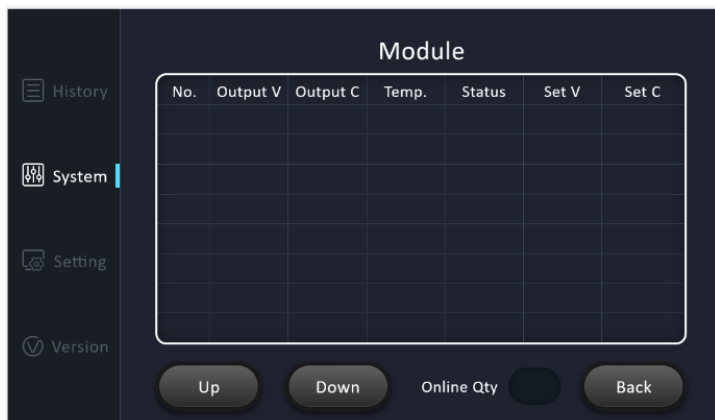 Module
History
System
Setting
Version
No. Output V Output C Temp. Status Set V Set C
Up Down Online Qty Back